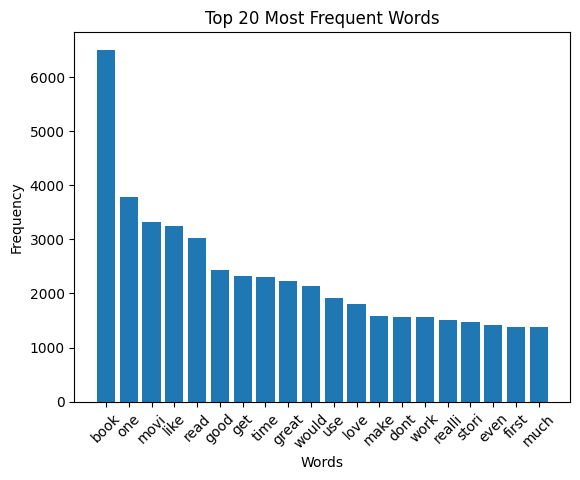 Top 20 Most Frequent Words
Frequency
6000
5000
4000
3000
2000
1000
0
book one movi like read good get time great would use love make dont work realli stori even first much
Words